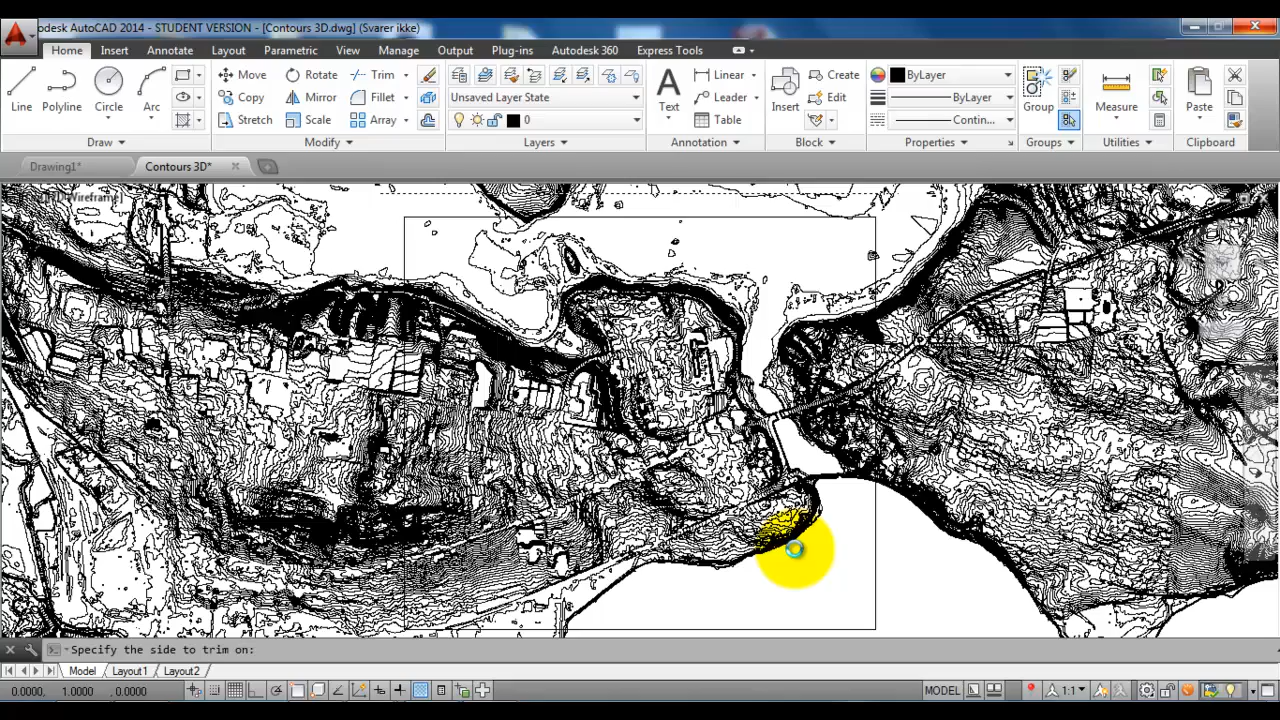 odesk AutoCAD 2014 - STUDENT VERSION - [Contours 3D.dwg] (Svarer ikke)
Home Insert Annotate Layout Parametric View Manage Output Plug-ins Autodesk 360 Express Tools
Move Rotate Trim Unsaved Layer State Linear Create ByLayer
Line Polyline Circle Arc Copy Mirror Fillet Text Leader Insert Edit ByLayer Group Measure Paste
Stretch Scale Array 0 Table Contin...
Draw Modify Layers Annotation Block Properties Groups Utilities Clipboard
Drawing1* Contours 3D*
Wireframe]
Specify the side to trim on:
Model Layout1 Layout2
0.0000, 1.0000 , 0.0000 MODEL 1:1